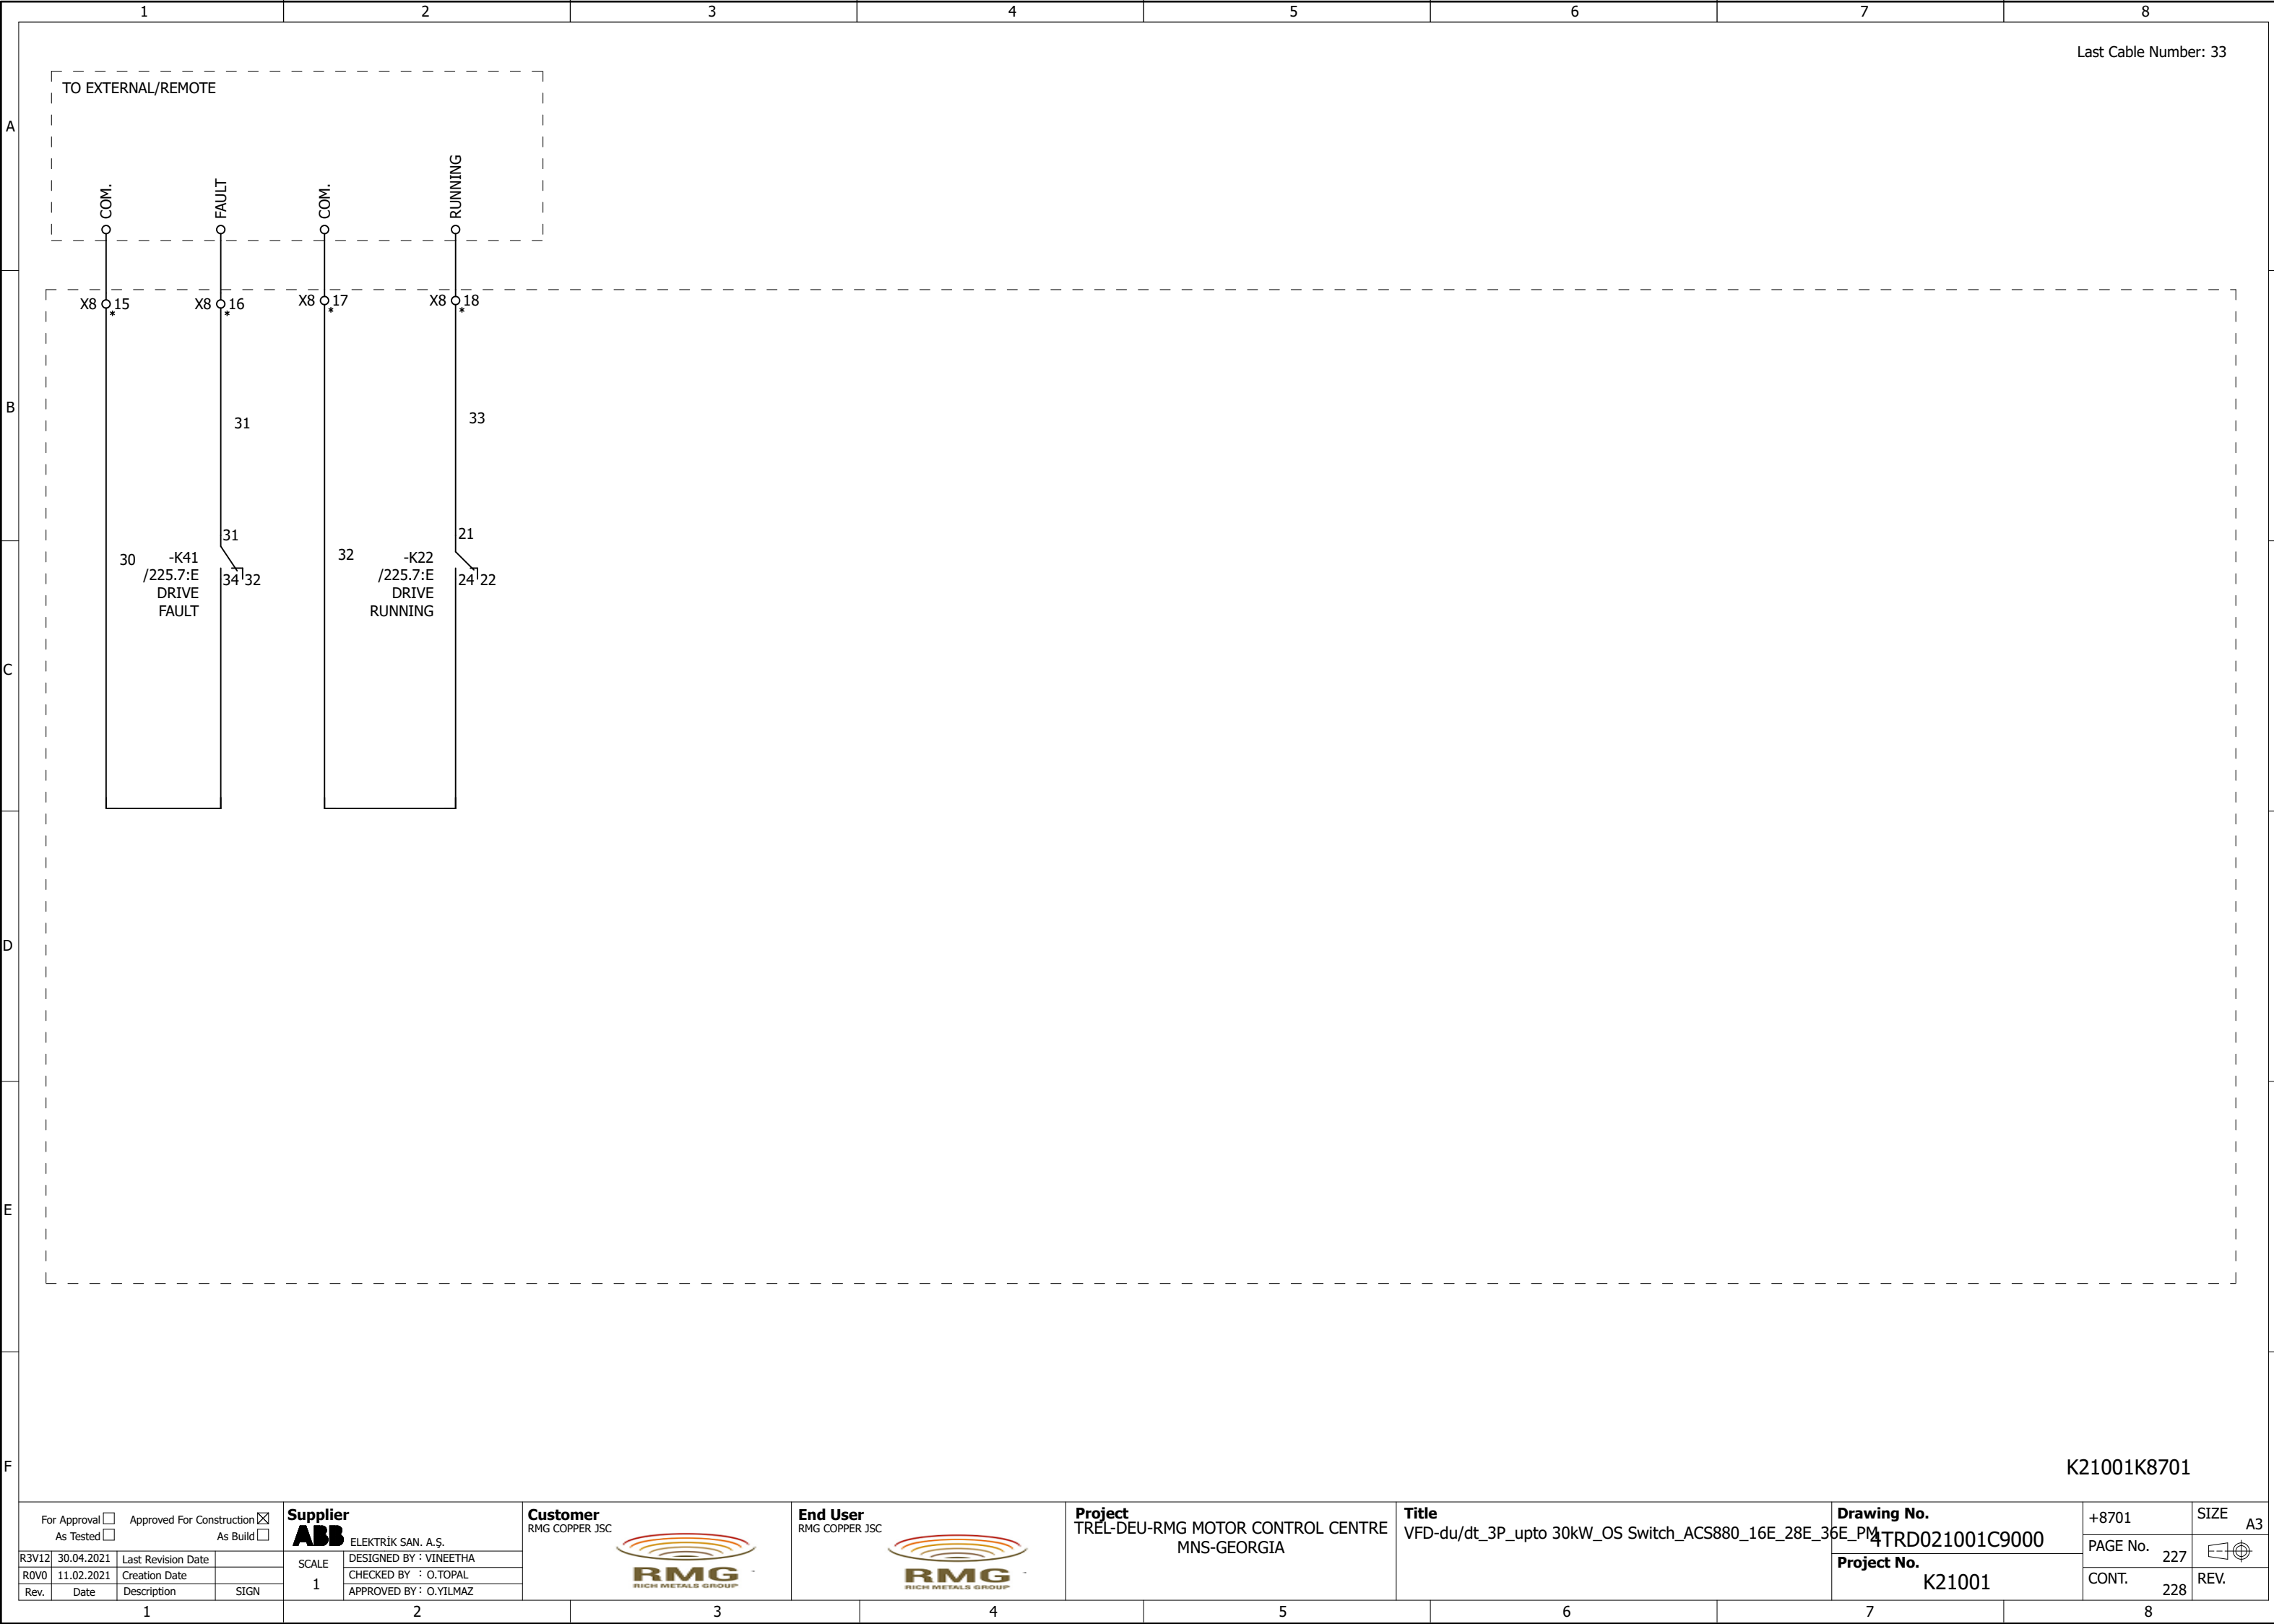 1 2 3 4 5 6 7 8
Last Cable Number: 33
TO EXTERNAL/REMOTE
A
COM.
FAULT
COM.
RUNNING
X8 15
*
X8 16
*
X8 17
*
X8 18
*
B
31
33
31
21
30
-K41
/225.7:E
DRIVE
FAULT
34 32
32
-K22
/225.7:E
DRIVE
RUNNING
24 22
C
D
E
F
K21001K8701
For Approval Approved For Construction
As Tested As Build
R3V12 30.04.2021 Last Revision Date
R0V0 11.02.2021 Creation Date
Rev. Date Description SIGN
Supplier
ABB ELEKTRİK SAN. A.Ş.
SCALE
1
DESIGNED BY : VINEETHA
CHECKED BY : O.TOPAL
APPROVED BY : O.YILMAZ
Customer
RMG COPPER JSC
RMG
RICH METALS GROUP
End User
RMG COPPER JSC
RMG
RICH METALS GROUP
Project
TREL-DEU-RMG MOTOR CONTROL CENTRE
MNS-GEORGIA
Title
VFD-du/dt_3P_upto 30kW_OS Switch_ACS880_16E_28E_36E_PM
Drawing No.
4TRD021001C9000
Project No.
K21001
+8701
PAGE No. 227
CONT. 228
SIZE A3
REV.
1 2 3 4 5 6 7 8